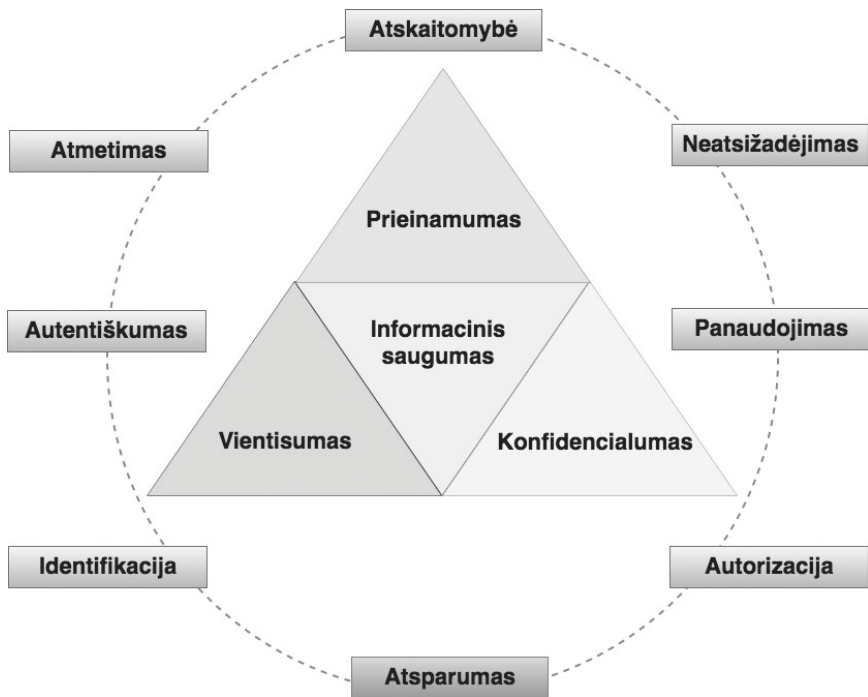 Atskaitomybė
Atmetimas
Neatsižadėjimas
Prieinamumas
Autentiškumas
Informacinis
saugumas
Panaudojimas
Vientisumas
Konfidencialumas
Identifikacija
Autorizacija
Atsparumas